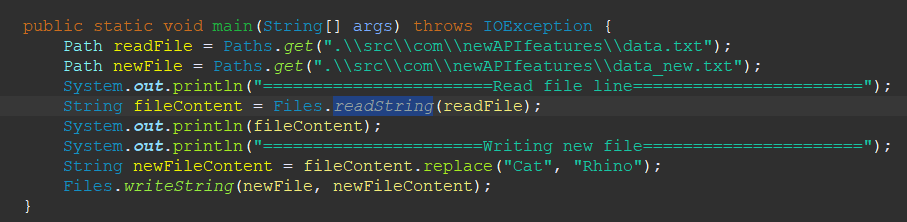 public static void main(String[] args) throws IOException {
Path readFile = Paths.get(".\\src\\com\\newAPIfeatures\\data.txt");
Path newFile = Paths.get(".\\src\\com\\newAPIfeatures\\data_new.txt");
System.out.println("=======================Read file line=======================");
String fileContent = Files.readString(readFile);
System.out.println(fileContent);
System.out.println("======================Writing new file======================");
String newFileContent = fileContent.replace("Cat", "Rhino");
Files.writeString(newFile, newFileContent);
}